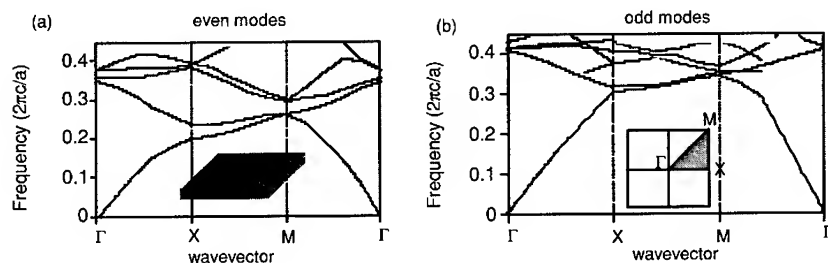 (a)
even modes
Frequency (2πc/a)
0.4
0.3
0.2
0.1
0
Γ
X
M
Γ
wavevector
(b)
odd modes
Frequency (2πc/a)
0.4
0.3
0.2
0.1
0
M
Γ
X
Γ
X
M
wavevector